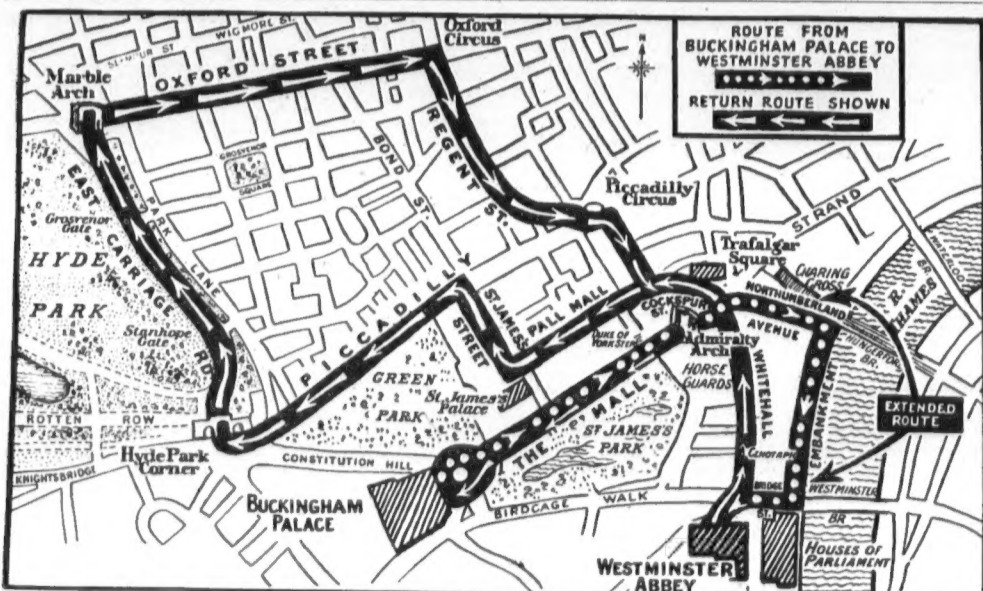 ROUTE FROM
BUCKINGHAM PALACE TO
WESTMINSTER ABBEY
RETURN ROUTE SHOWN
Oxford
Circus
WIGMORE ST.
Marble
Arch
OXFORD STREET
REGENT ST.
BOND
ST.
GROSVENOR
SQUARE
Piccadilly
Circus
STRAND
WATERLOO
BR.
R. THAMES
Trafalgar
Square
CHARING
CROSS
NORTHUMBERLAND
AVENUE
HUNGERFORD
BR.
EAST CARRIAGE RD.
PARK LANE
Grosvenor
Gate
HYDE
PARK
Stanhope
Gate
PICCADILLY
ST. JAMES'S
STREET
PALL MALL
COCKSPUR
ST.
DUKE OF
YORK STEPS
Admiralty
Arch
HORSE
GUARDS
WHITEHALL
EMBANKMENT
EXTENDED
ROUTE
GREEN
PARK
St. James's
Palace
THE MALL
ST JAMES'S
PARK
CENOTAPH
ROTTEN ROW
KNIGHTSBRIDGE
Hyde Park
Corner
CONSTITUTION HILL
BUCKINGHAM
PALACE
BIRDCAGE WALK
BRIDGE
ST.
WESTMINSTER
BR
HOUSES OF
PARLIAMENT
WESTMINSTER
ABBEY